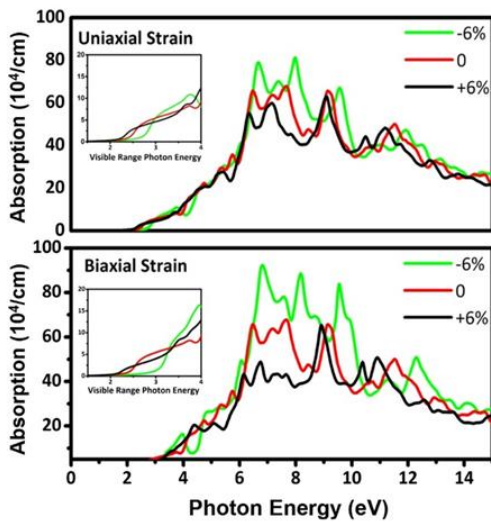 Uniaxial Strain
-6%
0
+6%
Absorption (10⁴/cm)
100
80
60
40
20
0
20
15
10
5
0
2 3 4
Visible Range Photon Energy
Biaxial Strain
-6%
0
+6%
Absorption (10⁴/cm)
100
80
60
40
20
20
15
10
5
0
2 3 4
Visible Range Photon Energy
0 2 4 6 8 10 12 14
Photon Energy (eV)